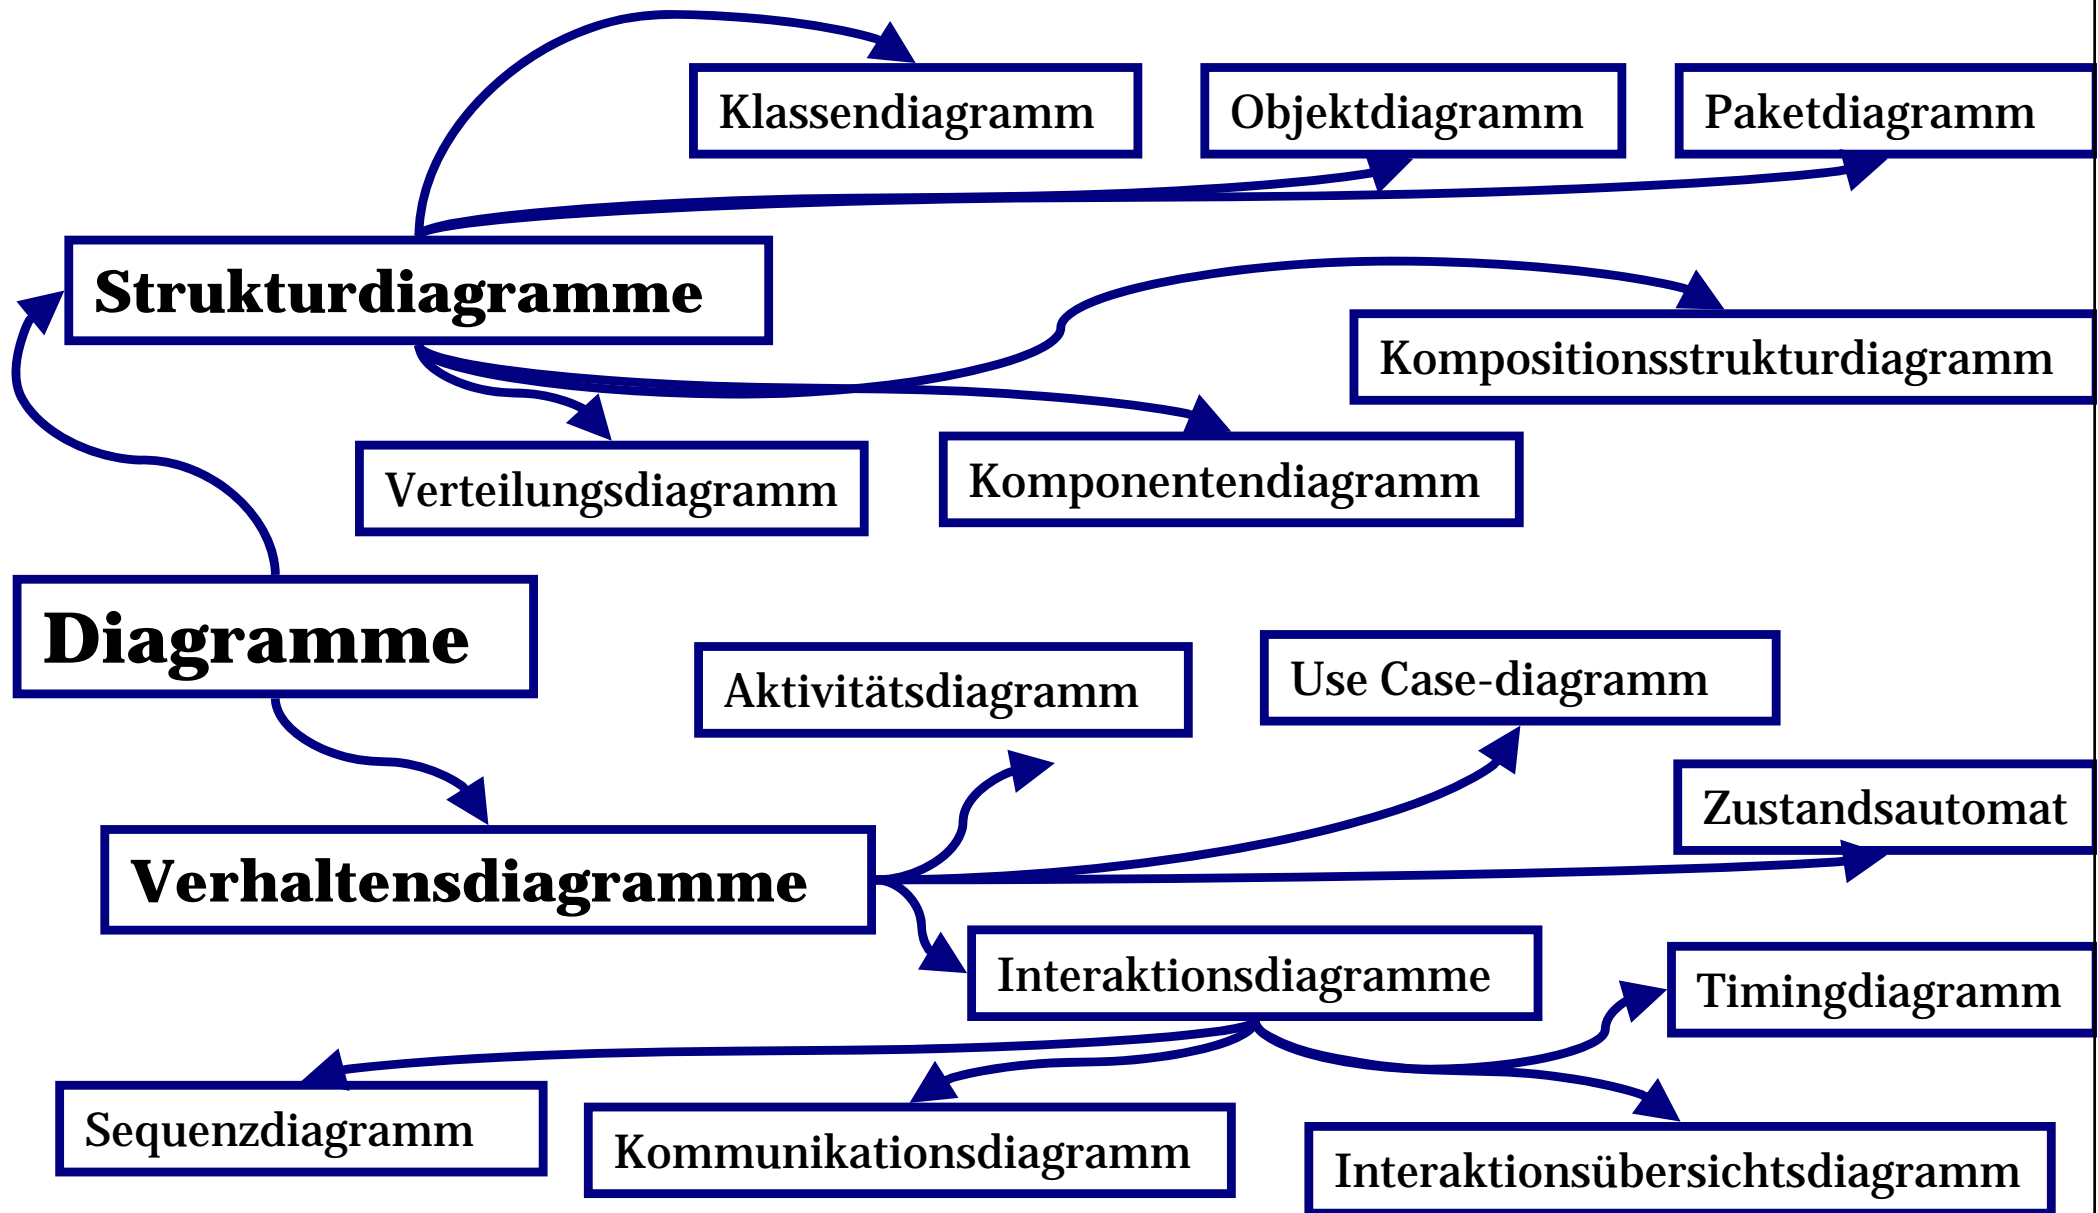 Klassendiagramm
Objektdiagramm
Paketdiagramm
Strukturdiagramme
Kompositionsstrukturdiagramm
Verteilungsdiagramm
Komponentendiagramm
Diagramme
Aktivitätsdiagramm
Use Case-diagramm
Zustandsautomat
Verhaltensdiagramme
Interaktionsdiagramme
Timingdiagramm
Sequenzdiagramm
Kommunikationsdiagramm
Interaktionsübersichtsdiagramm